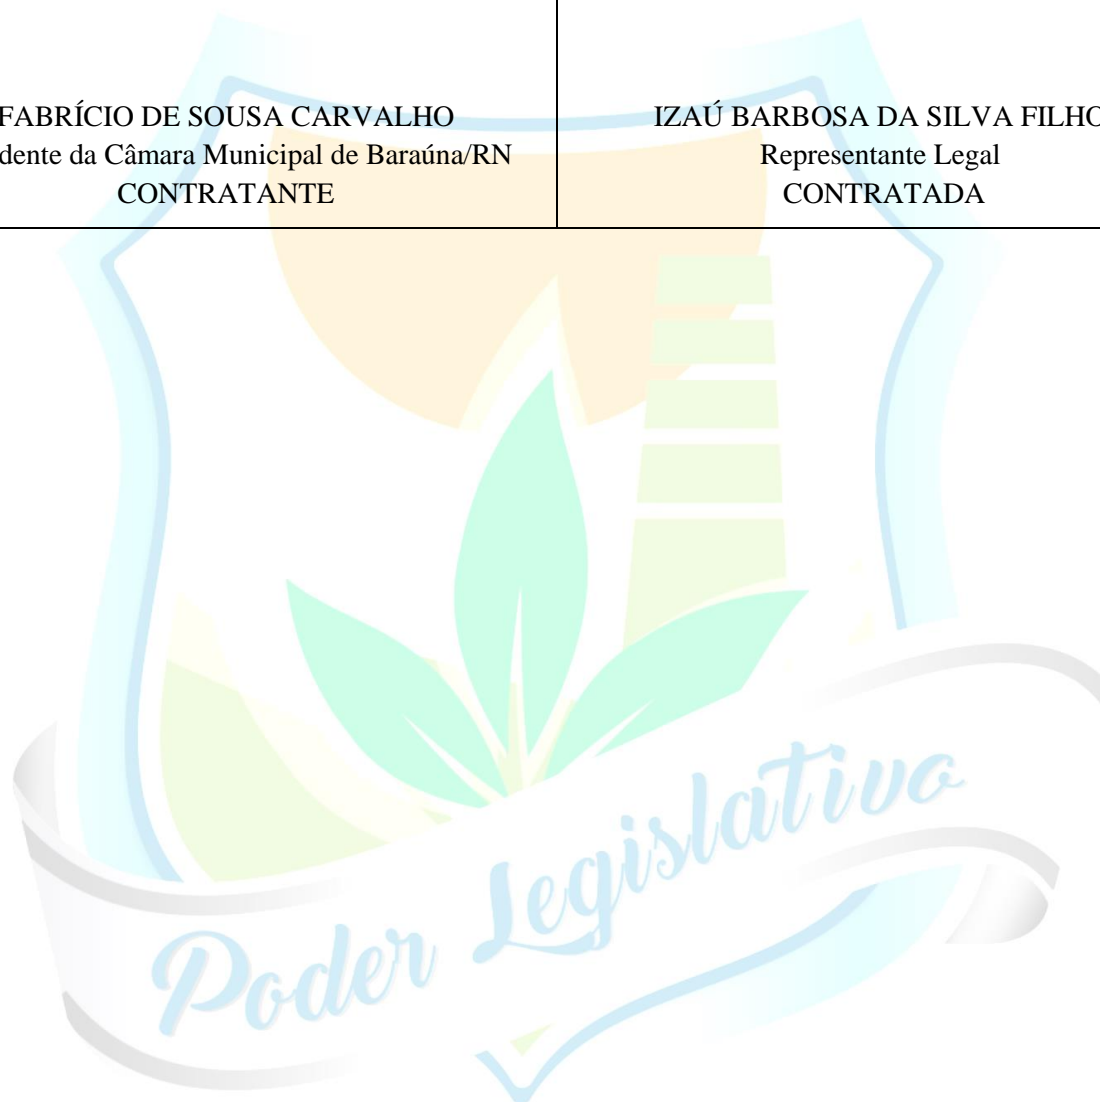 FABRÍCIO DE SOUSA CARVALHO
dente da Câmara Municipal de Baraúna/RN
CONTRATANTE
IZAÚ BARBOSA DA SILVA FILHO
Representante Legal
CONTRATADA
Poder Legislativo